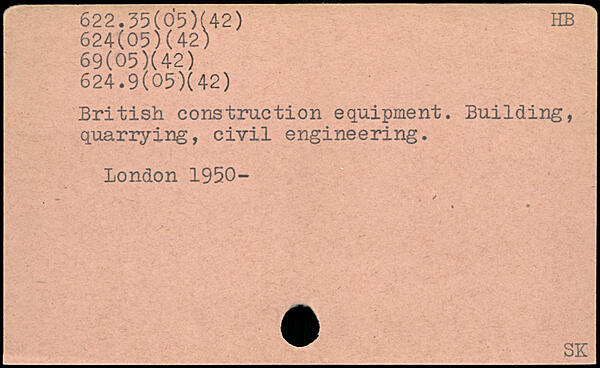 622.35(05)(42) HB
624(05)(42)
69(05)(42)
624.9(05)(42)
British construction equipment. Building,
quarrying, civil engineering.
London 1950-
SK